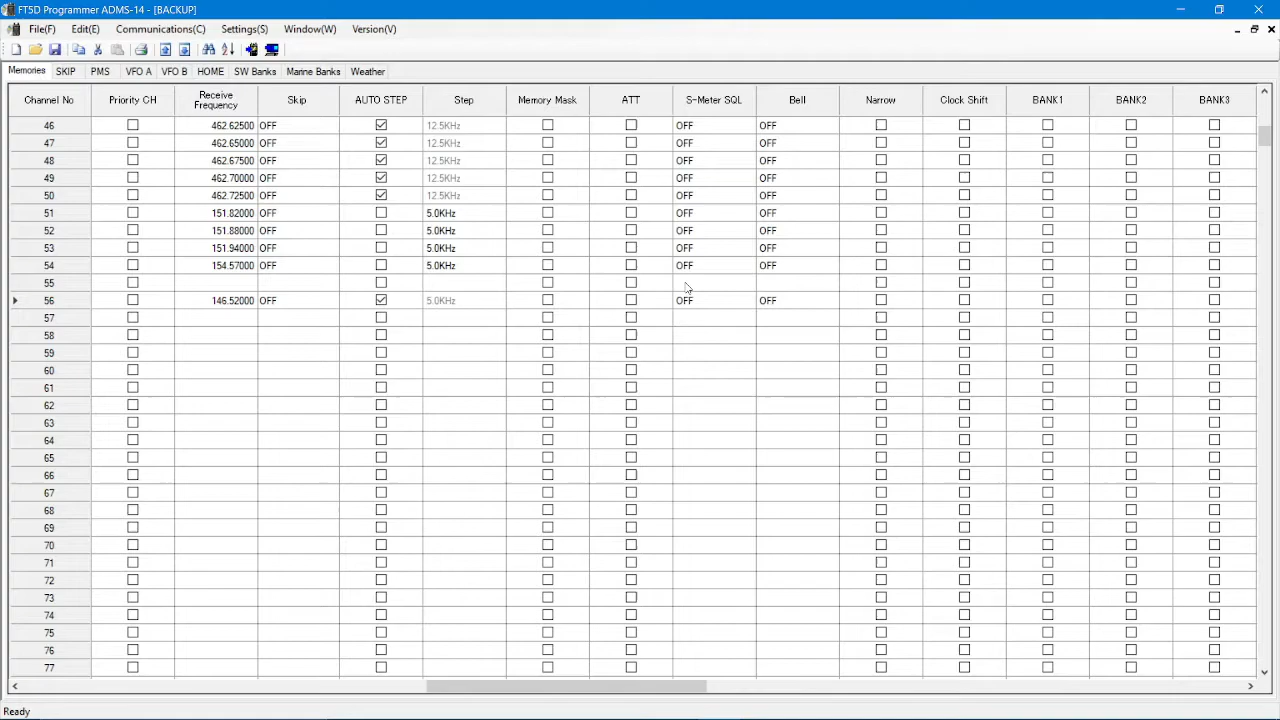 FT5D Programmer ADMS-14 - [BACKUP]
File(F) Edit(E) Communications(C) Settings(S) Window(W) Version(V)
Memories SKIP PMS VFO A VFO B HOME SW Banks Marine Banks Weather
Channel No Priority CH Receive Frequency Skip AUTO STEP Step Memory Mask ATT S-Meter SQL Bell Narrow Clock Shift BANK1 BANK2 BANK3
46 462.62500 OFF 12.5KHz OFF OFF
47 462.65000 OFF 12.5KHz OFF OFF
48 462.67500 OFF 12.5KHz OFF OFF
49 462.70000 OFF 12.5KHz OFF OFF
50 462.72500 OFF 12.5KHz OFF OFF
51 151.82000 OFF 5.0KHz OFF OFF
52 151.88000 OFF 5.0KHz OFF OFF
53 151.94000 OFF 5.0KHz OFF OFF
54 154.57000 OFF 5.0KHz OFF OFF
55
56 146.52000 OFF 5.0KHz OFF OFF
57
58
59
60
61
62
63
64
65
66
67
68
69
70
71
72
73
74
75
76
77
Ready